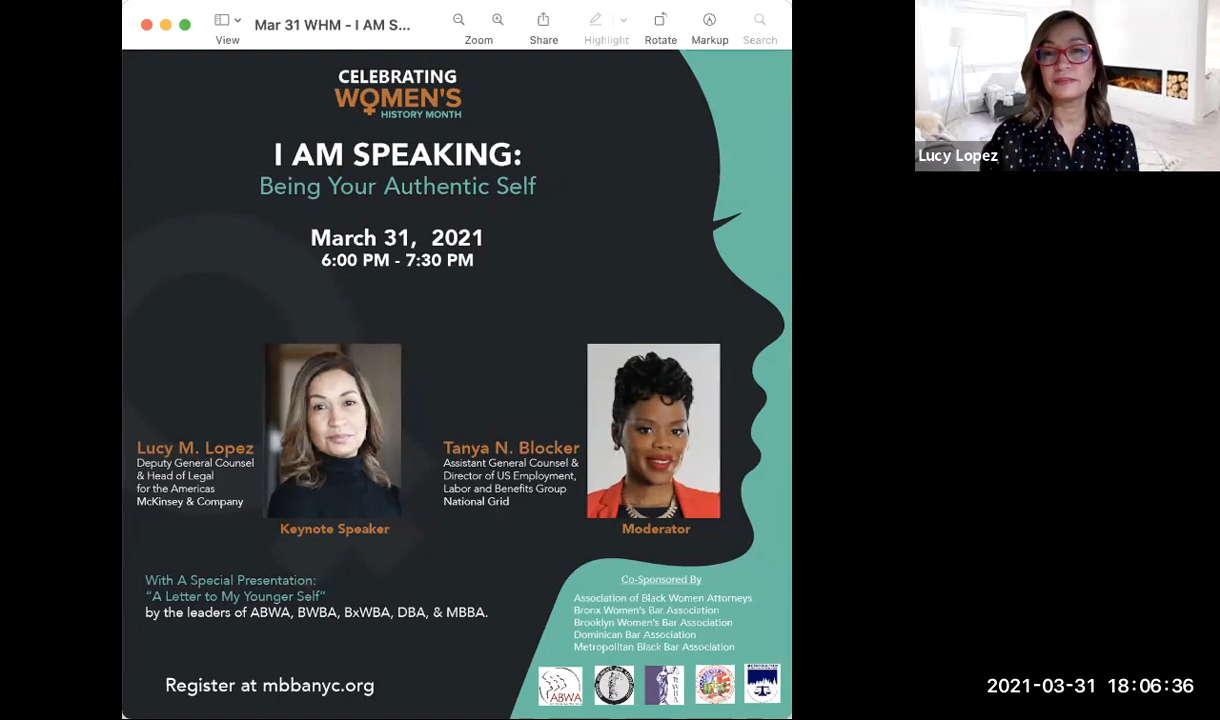 Mar 31 WHM - I AM S...
View
Zoom
Share
Highlight
Rotate
Markup
Search
CELEBRATING
WOMEN'S
HISTORY MONTH
I AM SPEAKING:
Being Your Authentic Self
March 31, 2021
6:00 PM - 7:30 PM
Lucy M. Lopez
Deputy General Counsel
& Head of Legal
for the Americas
McKinsey & Company
Keynote Speaker
Tanya N. Blocker
Assistant General Counsel &
Director of US Employment,
Labor and Benefits Group
National Grid
Moderator
With A Special Presentation:
“A Letter to My Younger Self”
by the leaders of ABWA, BWBA, BxWBA, DBA, & MBBA.
Register at mbbanyc.org
Co-Sponsored By
Association of Black Women Attorneys
Bronx Women's Bar Association
Brooklyn Women's Bar Association
Dominican Bar Association
Metropolitan Black Bar Association
ABWA
Lucy Lopez
2021-03-31 18:06:36